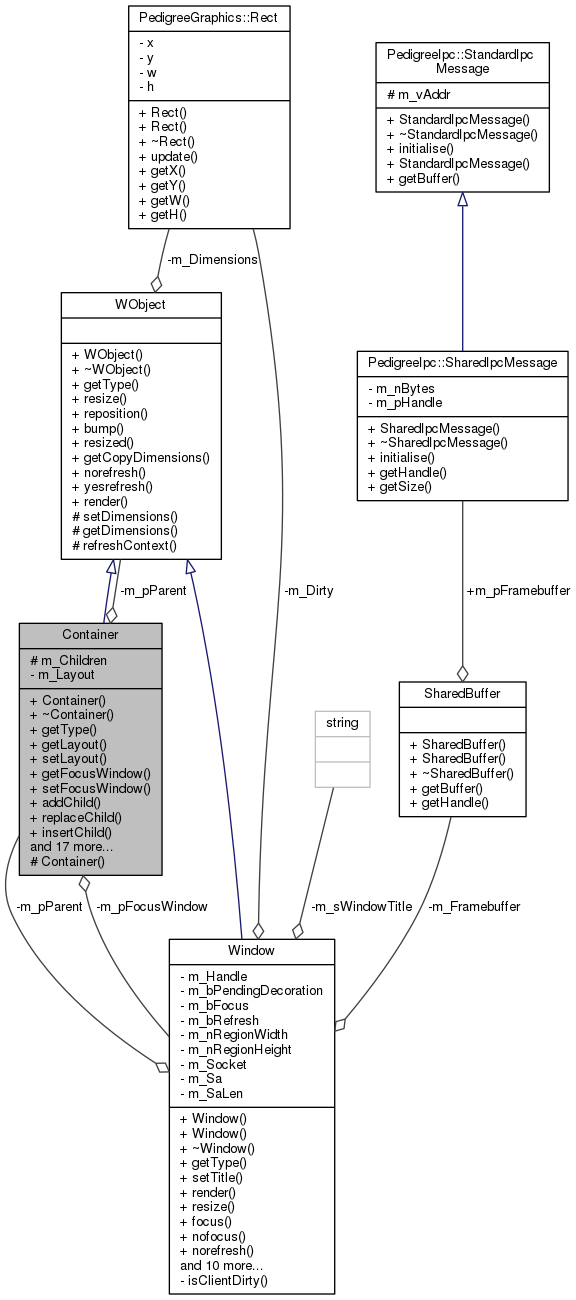 PedigreeGraphics::Rect
- x
- y
- w
- h
+ Rect()
+ Rect()
+ ~Rect()
+ update()
+ getX()
+ getY()
+ getW()
+ getH()
PedigreeIpc::StandardIpc
Message
# m_vAddr
+ StandardIpcMessage()
+ ~StandardIpcMessage()
+ initialise()
+ StandardIpcMessage()
+ getBuffer()
-m_Dimensions
WObject
+ WObject()
+ ~WObject()
+ getType()
+ resize()
+ reposition()
+ bump()
+ resized()
+ getCopyDimensions()
+ norefresh()
+ yesrefresh()
+ render()
# setDimensions()
# getDimensions()
# refreshContext()
PedigreeIpc::SharedIpcMessage
- m_nBytes
- m_pHandle
+ SharedIpcMessage()
+ ~SharedIpcMessage()
+ initialise()
+ getHandle()
+ getSize()
-m_pParent
-m_Dirty
+m_pFramebuffer
Container
# m_Children
- m_Layout
+ Container()
+ ~Container()
+ getType()
+ getLayout()
+ setLayout()
+ getFocusWindow()
+ setFocusWindow()
+ addChild()
+ replaceChild()
+ insertChild()
and 17 more...
# Container()
string
SharedBuffer
+ SharedBuffer()
+ SharedBuffer()
+ ~SharedBuffer()
+ getBuffer()
+ getHandle()
-m_pParent
-m_pFocusWindow
-m_sWindowTitle
-m_Framebuffer
Window
- m_Handle
- m_bPendingDecoration
- m_bFocus
- m_bRefresh
- m_nRegionWidth
- m_nRegionHeight
- m_Socket
- m_Sa
- m_SaLen
+ Window()
+ Window()
+ ~Window()
+ getType()
+ setTitle()
+ render()
+ resize()
+ focus()
+ nofocus()
+ norefresh()
and 10 more...
- isClientDirty()